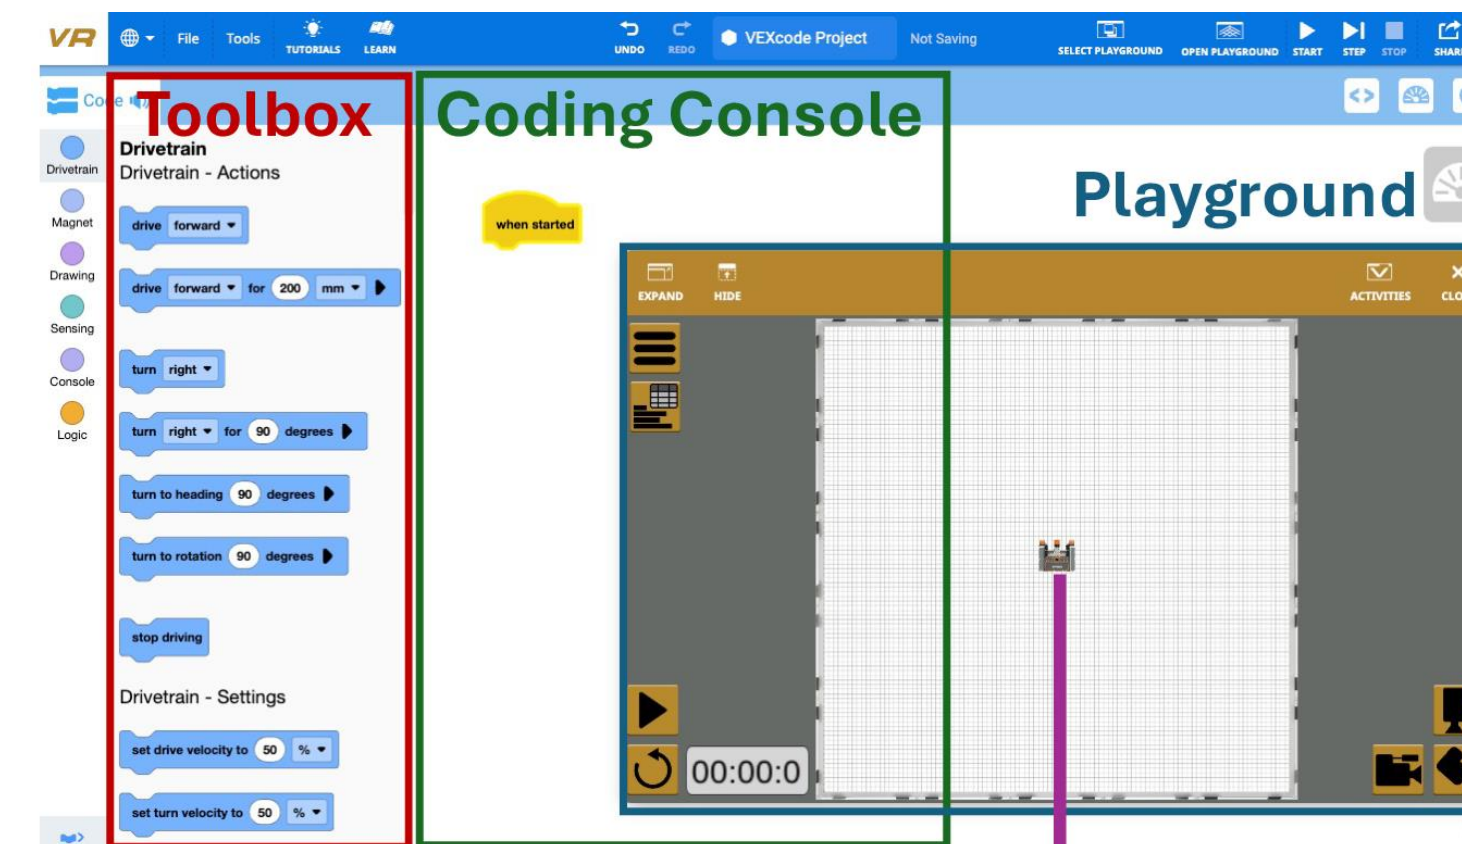 VR
File
Tools
TUTORIALS
LEARN
UNDO
REDO
VEXcode Project
Not Saving
SELECT PLAYGROUND
OPEN PLAYGROUND
START
STEP
STOP
Toolbox
Coding Console
Playground
Drivetrain
Magnet
Drawing
Sensing
Console
Logic
Drivetrain
Drivetrain - Actions
drive forward
drive forward for 200 mm
turn right
turn right for 90 degrees
turn to heading 90 degrees
turn to rotation 90 degrees
stop driving
Drivetrain - Settings
set drive velocity to 50 %
set turn velocity to 50 %
when started
EXPAND
HIDE
ACTIVITIES
00:00:0